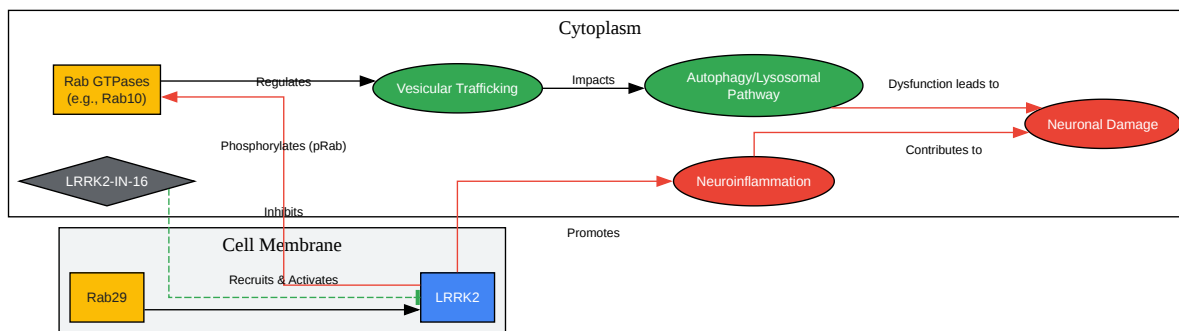 Cytoplasm
Rab GTPases
(e.g., Rab10)
Regulates
Vesicular Trafficking
Impacts
Autophagy/Lysosomal
Pathway
Dysfunction leads to
Neuronal Damage
Phosphorylates (pRab)
Contributes to
LRRK2-IN-16
Neuroinflammation
Inhibits
Promotes
Cell Membrane
Recruits & Activates
Rab29
LRRK2